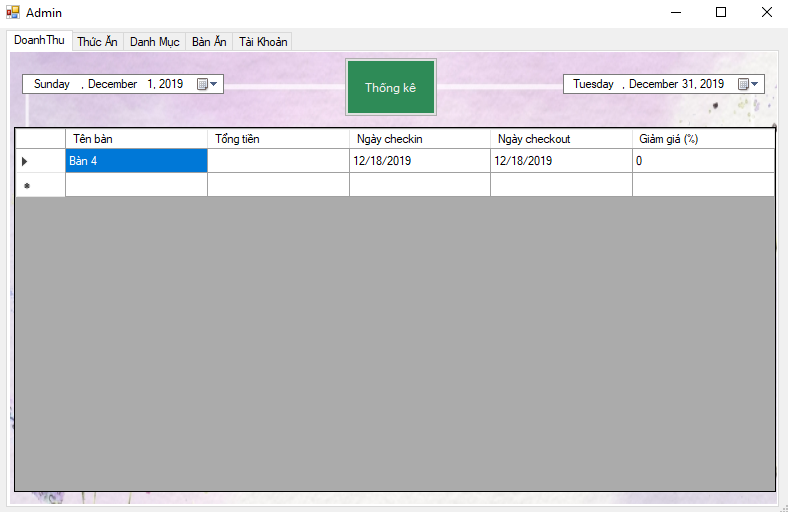 Admin
DoanhThu Thức Ăn Danh Mục Bàn Ăn Tài Khoản
Sunday , December 1, 2019
Thống kê
Tuesday , December 31, 2019
Tên bàn Tổng tiền Ngày checkin Ngày checkout Giảm giá (%)
Bàn 4 12/18/2019 12/18/2019 0